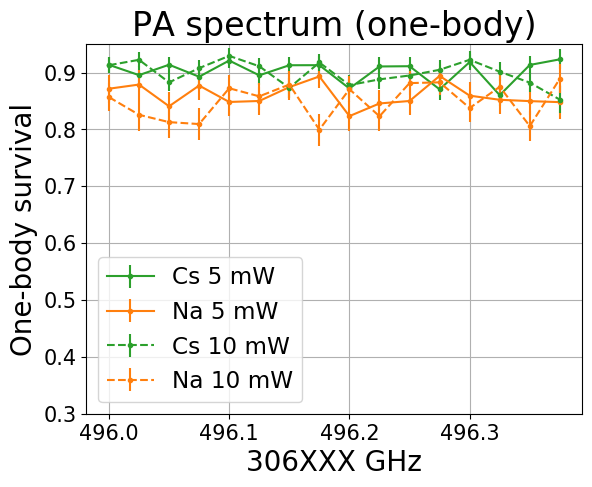 PA spectrum (one-body)
One-body survival
0.9
0.8
0.7
0.6
0.5
0.4
0.3
Cs 5 mW
Na 5 mW
Cs 10 mW
Na 10 mW
496.0 496.1 496.2 496.3
306XXX GHz